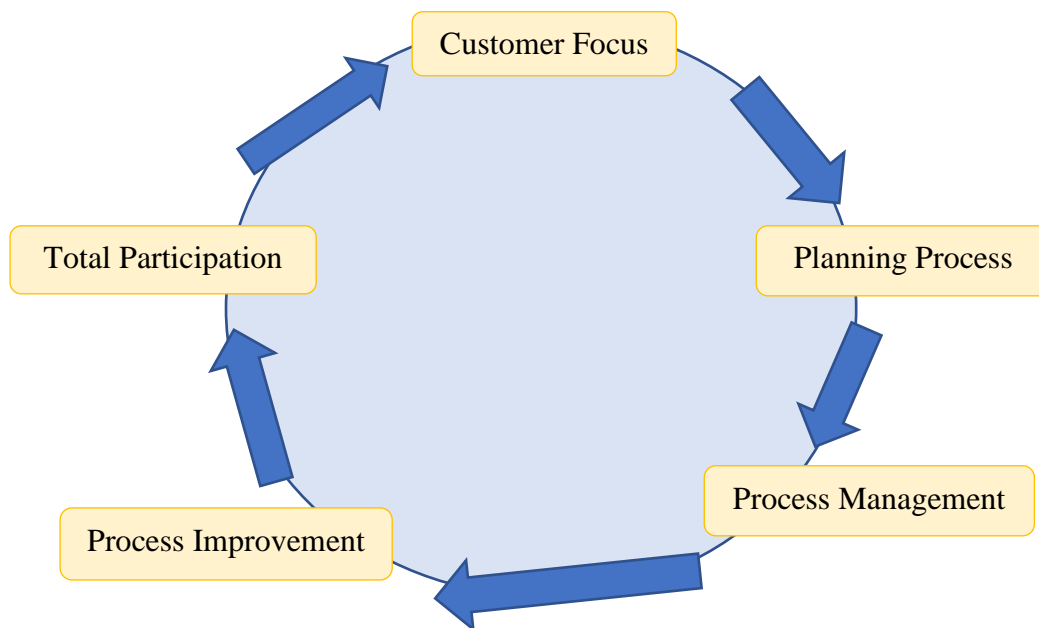 Customer Focus
Total Participation
Planning Process
Process Management
Process Improvement